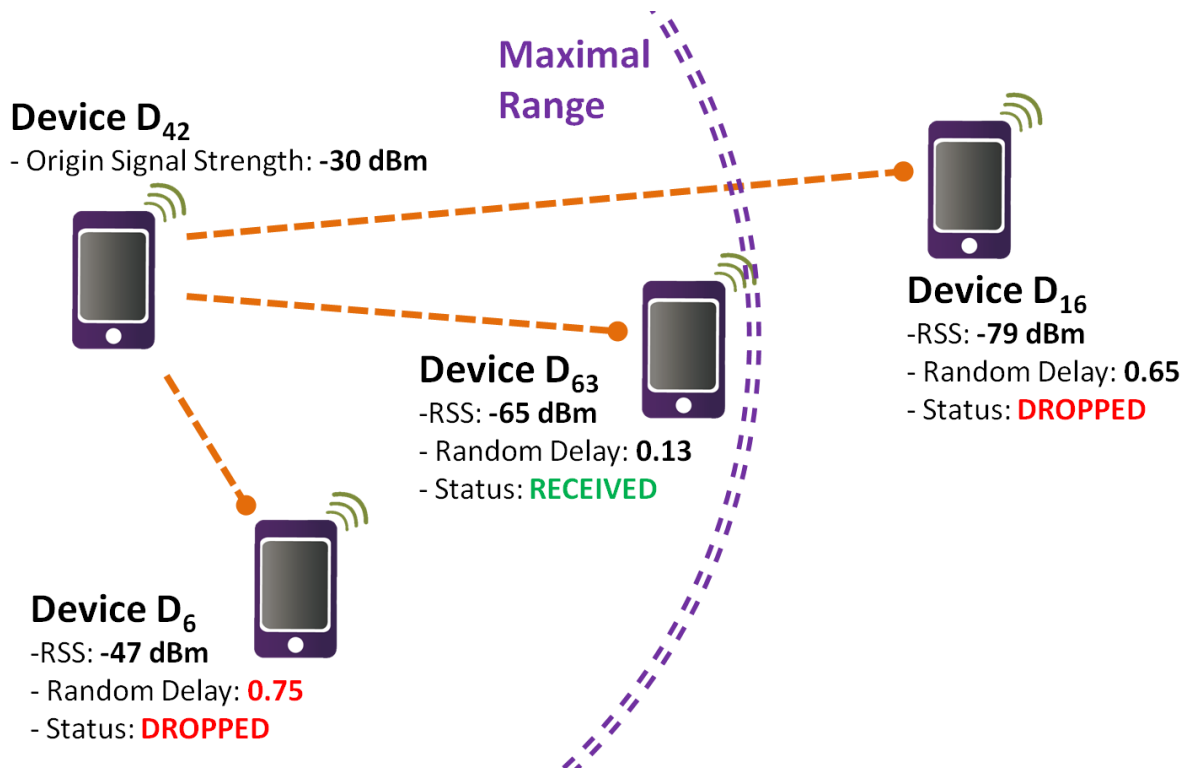 Maximal
Range
Device D₄₂
- Origin Signal Strength: -30 dBm
Device D₁₆
-RSS: -79 dBm
- Random Delay: 0.65
- Status: DROPPED
Device D₆₃
-RSS: -65 dBm
- Random Delay: 0.13
- Status: RECEIVED
Device D₆
-RSS: -47 dBm
- Random Delay: 0.75
- Status: DROPPED